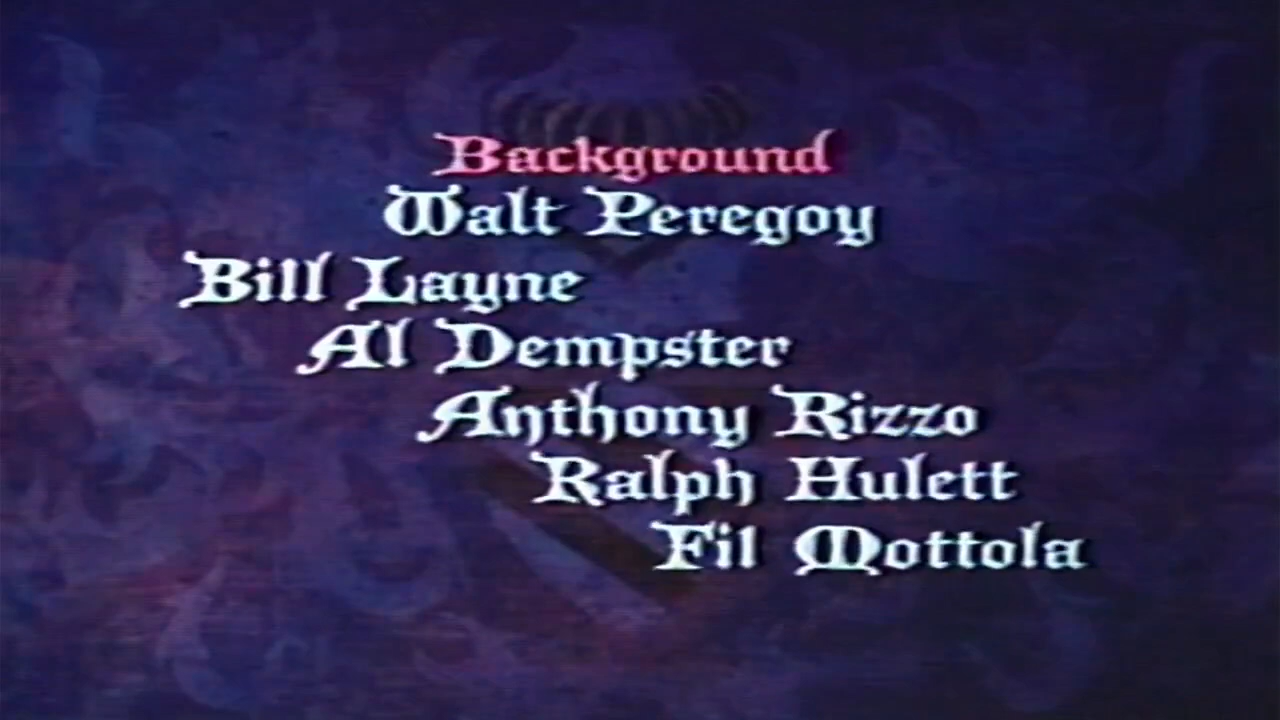 Background
Walt Peregoy
Bill Layne
Al Dempster
Anthony Rizzo
Ralph Hulett
Fil Mottola